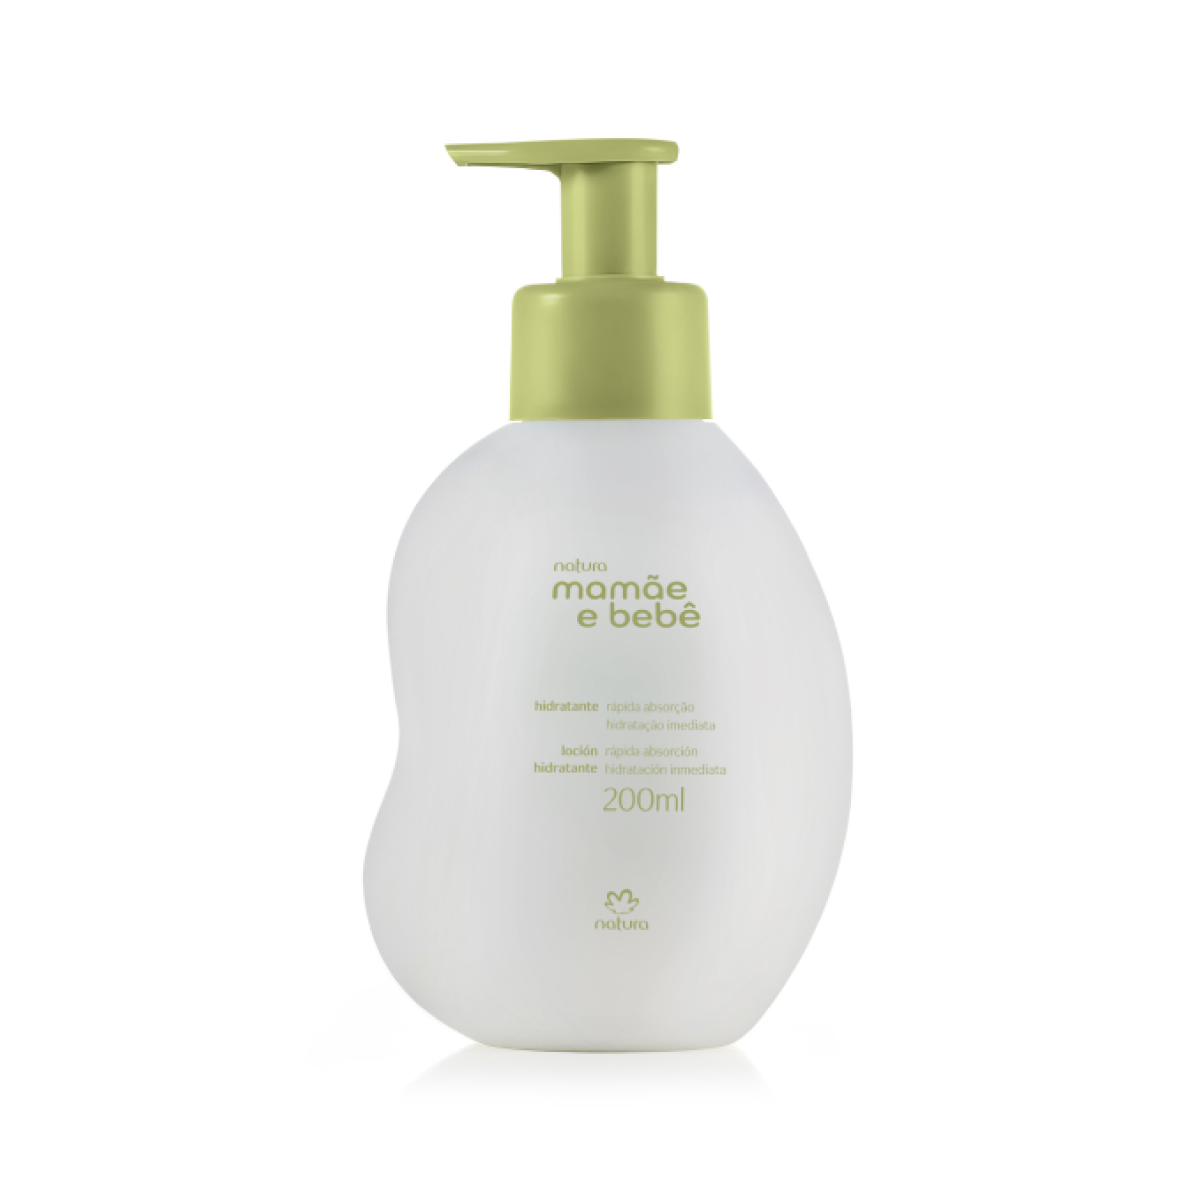 natura
mamãe
e bebê
hidratante rápida absorção
hidratação imediata
loción rápida absorción
hidratante hidratación inmediata
200ml
natura